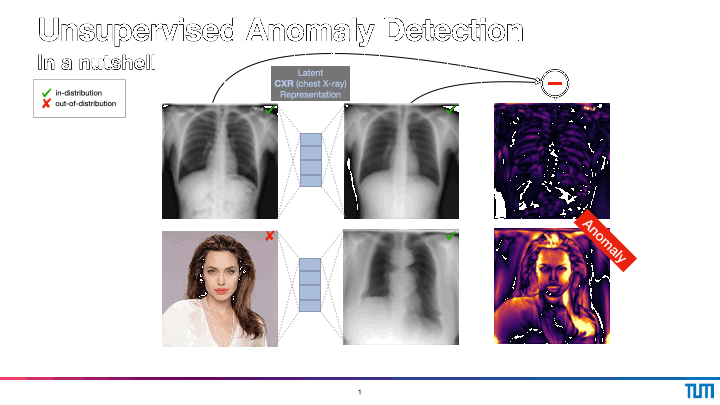 Unsupervised Anomaly Detection
In a nutshell
in-distribution
out-of-distribution
Latent
CXR (chest X-ray)
Representation
Anomaly
1
TUM